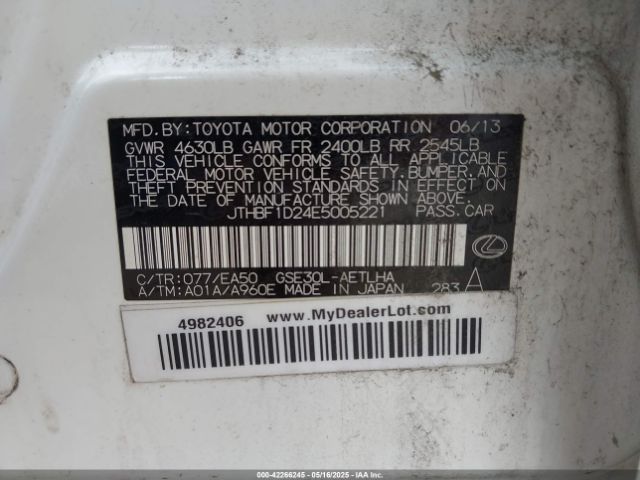 MFD.BY:TOYOTA MOTOR CORPORATION 06/13
GVWR 4630LB GAWR FR 2400LB RR 2545LB
THIS VEHICLE CONFORMS TO ALL APPLICABLE
FEDERAL MOTOR VEHICLE SAFETY.BUMPER.AND
THEFT PREVENTION STANDARDS IN EFFECT ON
THE DATE OF MANUFACTURE SHOWN ABOVE.
JTHBF1D24E5005221 PASS.CAR
C/TR:077/EA50 GSE30L-AETLHA
A/TM:A01A/A960E MADE IN JAPAN 283 A
4982406 www.MyDealerLot.com
000-42266245 - 05/16/2025 - IAAI.com